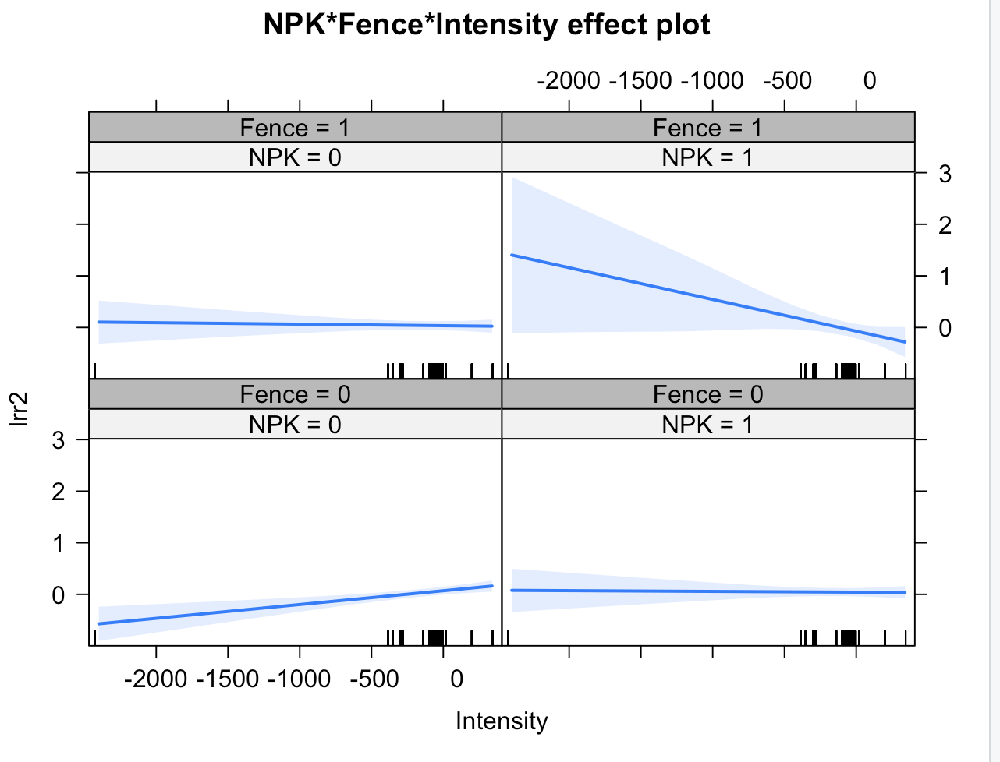 NPK*Fence*Intensity effect plot
-2000 -1500 -1000 -500 0
Fence = 1 Fence = 1
NPK = 0 NPK = 1
3
2
1
0
Fence = 0 Fence = 0
NPK = 0 NPK = 1
lrr2
3
2
1
0
-2000 -1500 -1000 -500 0
Intensity